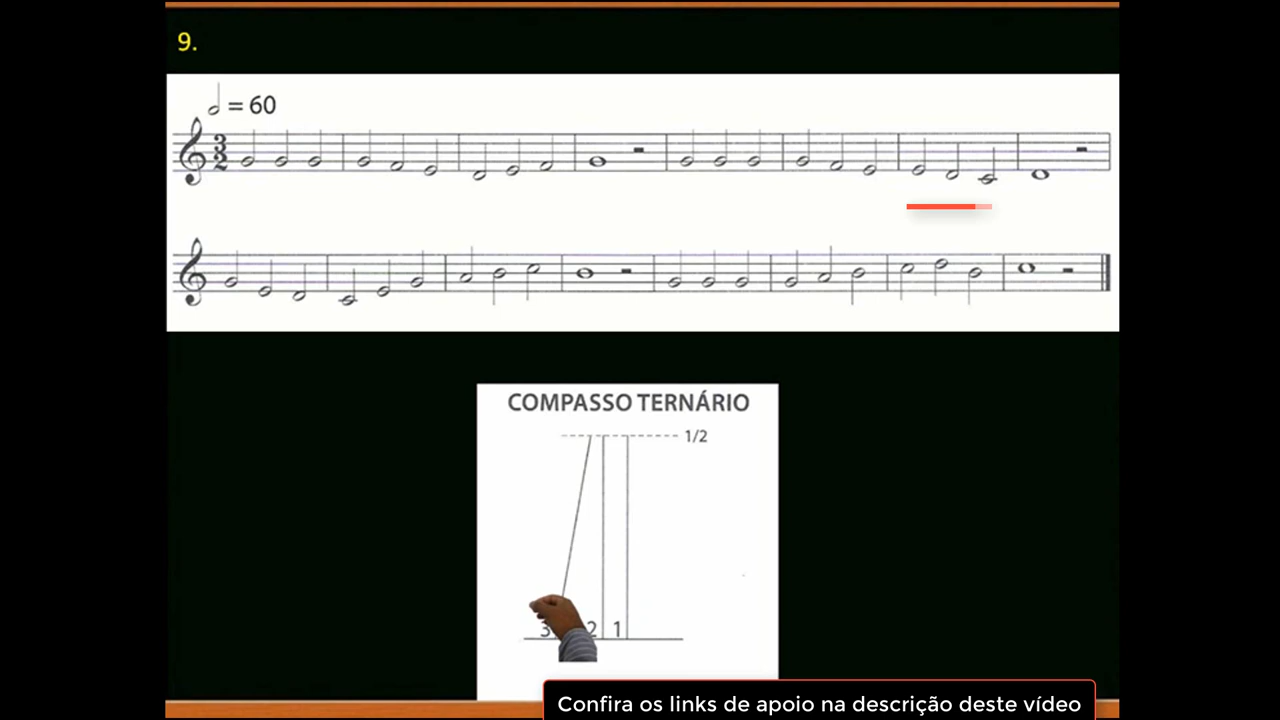 9.
= 60
3
2
COMPASSO TERNÁRIO
1/2
3 2 1
Confira os links de apoio na descrição deste vídeo